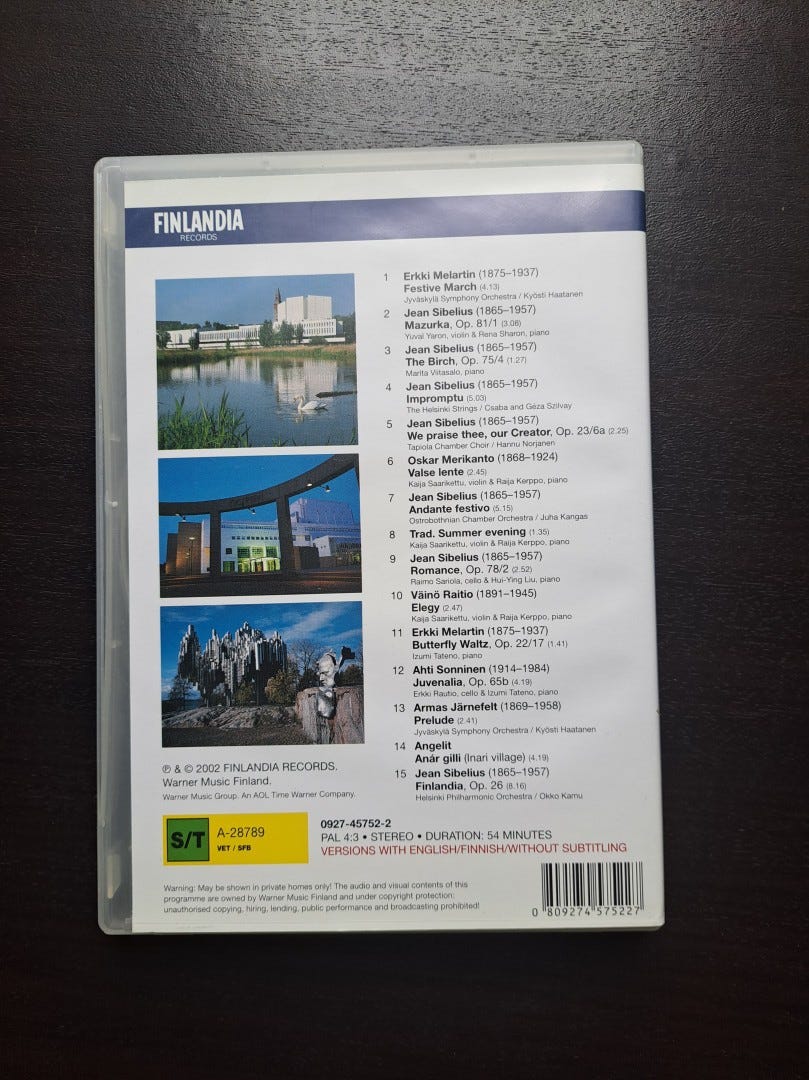 FINLANDIA
RECORDS
1 Erkki Melartin (1875–1937)
Festive March (4.13)
Jyväskylä Symphony Orchestra / Kyösti Haatanen
2 Jean Sibelius (1865–1957)
Mazurka, Op. 81/1 (3.08)
Yuval Yaron, violin & Rena Sharon, piano
3 Jean Sibelius (1865–1957)
The Birch, Op. 75/4 (1.27)
Marita Viitasalo, piano
4 Jean Sibelius (1865–1957)
Impromptu (5.03)
The Helsinki Strings / Csaba and Géza Szilvay
5 Jean Sibelius (1865–1957)
We praise thee, our Creator, Op. 23/6a (2.25)
Tapiola Chamber Choir / Hannu Norjanen
6 Oskar Merikanto (1868–1924)
Valse lente (2.45)
Kaija Saarikettu, violin & Raija Kerppo, piano
7 Jean Sibelius (1865–1957)
Andante festivo (5.15)
Ostrobothnian Chamber Orchestra / Juha Kangas
8 Trad. Summer evening (1.35)
Kaija Saarikettu, violin & Raija Kerppo, piano
9 Jean Sibelius (1865–1957)
Romance, Op. 78/2 (2.52)
Raimo Sariola, cello & Hui-Ying Liu, piano
10 Väinö Raitio (1891–1945)
Elegy (2.47)
Kaija Saarikettu, violin & Raija Kerppo, piano
11 Erkki Melartin (1875–1937)
Butterfly Waltz, Op. 22/17 (1.41)
Izumi Tateno, piano
12 Ahti Sonninen (1914–1984)
Juvenalia, Op. 65b (4.19)
Erkki Rautio, cello & Izumi Tateno, piano
13 Armas Järnefelt (1869–1958)
Prelude (2.41)
Jyväskylä Symphony Orchestra / Kyösti Haatanen
14 Angelit
Anár gilli (Inari village) (4.19)
15 Jean Sibelius (1865–1957)
Finlandia, Op. 26 (8.16)
Helsinki Philharmonic Orchestra / Okko Kamu
℗ & © 2002 FINLANDIA RECORDS.
Warner Music Finland.
Warner Music Group. An AOL Time Warner Company.
S/T A-28789
VET / SFB
0927-45752-2
PAL 4:3 • STEREO • DURATION: 54 MINUTES
VERSIONS WITH ENGLISH/FINNISH/WITHOUT SUBTITLING
Warning: May be shown in private homes only! The audio and visual contents of this
programme are owned by Warner Music Finland and under copyright protection:
unauthorised copying, hiring, lending, public performance and broadcasting prohibited!
0 809274 575227